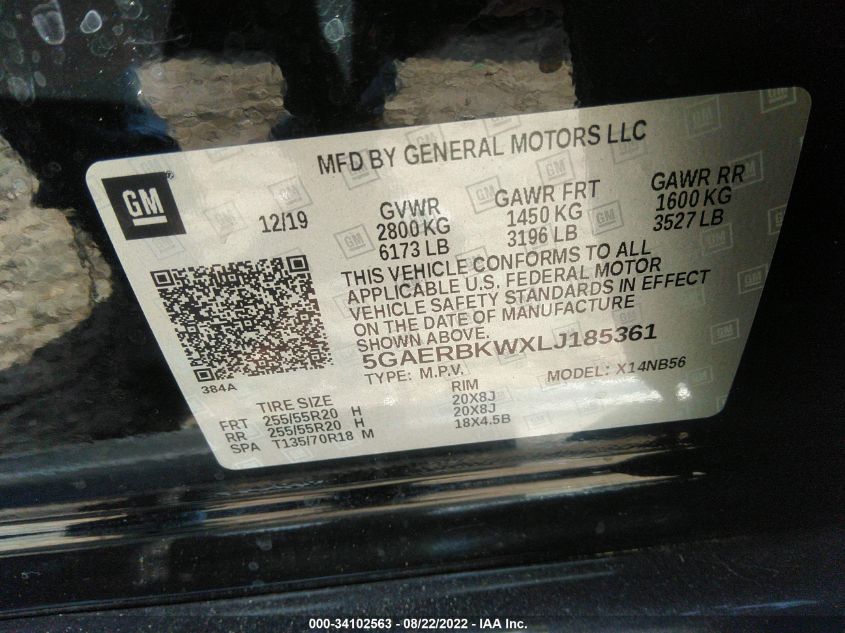 MFD BY GENERAL MOTORS LLC
GM
12/19
GVWR
2800 KG
6173 LB
GAWR FRT
1450 KG
3196 LB
GAWR RR
1600 KG
3527 LB
THIS VEHICLE CONFORMS TO ALL
APPLICABLE U.S. FEDERAL MOTOR
VEHICLE SAFETY STANDARDS IN EFFECT
ON THE DATE OF MANUFACTURE
SHOWN ABOVE.
5GAERBKWXLJ185361
TYPE: M.P.V. MODEL: X14NB56
384A
TIRE SIZE RIM
FRT 255/55R20 H 20X8J
RR 255/55R20 H 20X8J
SPA T135/70R18 M 18X4.5B
000-34102563 - 08/22/2022 - IAA Inc.